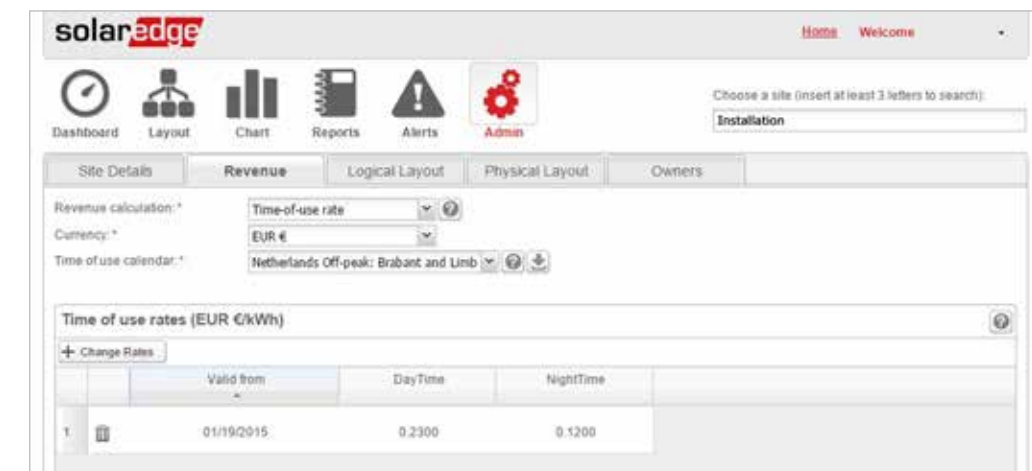 solaredge
Home Welcome
Dashboard Layout Chart Reports Alerts Admin
Choose a site (insert at least 3 letters to search):
Installation
Site Details Revenue Logical Layout Physical Layout Owners
Revenue calculation:* Time-of-use rate
Currency:* EUR €
Time of use calendar:* Netherlands Off-peak: Brabant and Limb
Time of use rates (EUR €/kWh)
+ Change Rates
Valid from DayTime NightTime
1. 01/19/2015 0.2300 0.1200